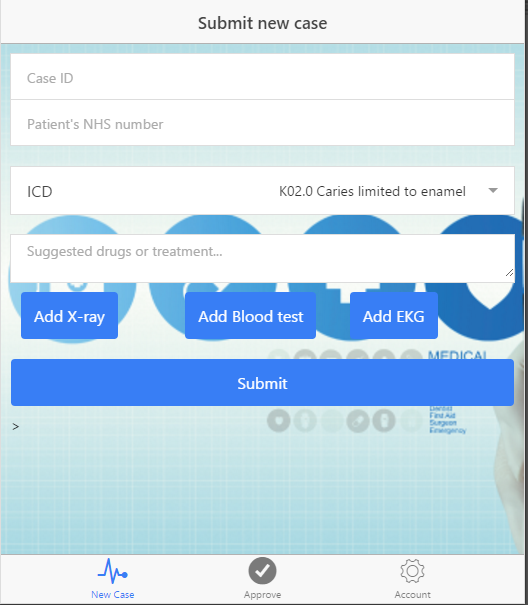 Submit new case
Case ID
Patient's NHS number
ICD K02.0 Caries limited to enamel
Suggested drugs or treatment...
Add X-ray Add Blood test Add EKG
MEDICAL
Submit
Dentist
First Aid
Surgeon
Emergency
>
New Case Approve Account